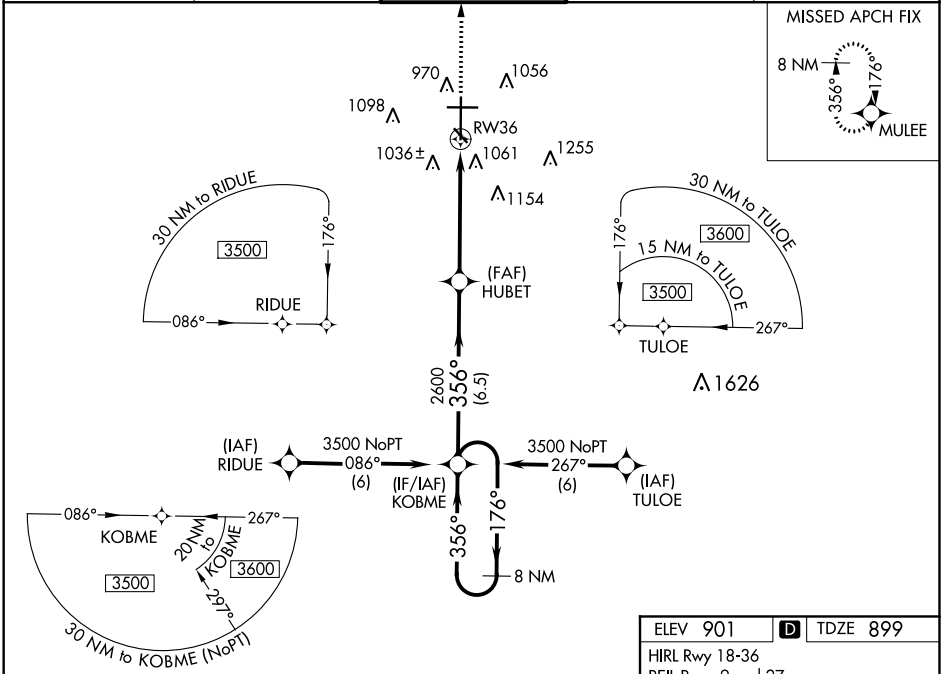 MISSED APCH FIX
8 NM
356°
176°
MULEE
970
1056
1098
RW36
1036±
1061
1255
1154
30 NM to RIDUE
3500
176°
086°
RIDUE
(FAF)
HUBET
30 NM to TULOE
3600
176°
15 NM to TULOE
3500
267°
TULOE
1626
2600
356°
(6.5)
(IAF)
RIDUE
3500 NoPT
086°
(6)
(IF/IAF)
KOBME
3500 NoPT
267°
(6)
(IAF)
TULOE
356°
176°
8 NM
086°
267°
KOBME
20 NM
to
KOBME
3500
3600
297°
30 NM to KOBME (NoPT)
ELEV 901
D
TDZE 899
HIRL Rwy 18-36